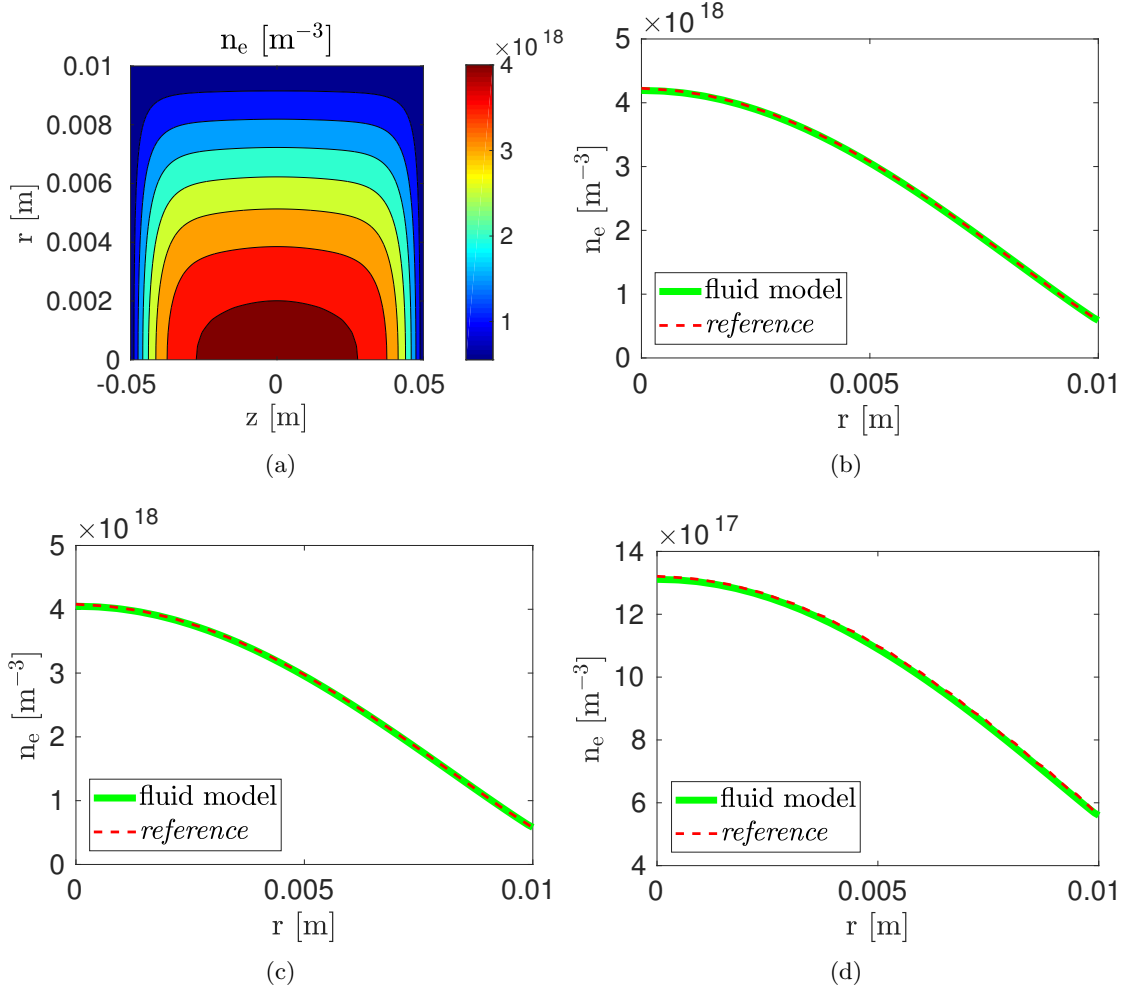 n_e [m^{-3}]
×10^{18}
0.01
0.008
0.006
0.004
0.002
0
r [m]
-0.05
0
0.05
z [m]
4
3
2
1
(a)
×10^{18}
5
4
3
2
1
0
n_e [m^{-3}]
fluid model
reference
0
0.005
0.01
r [m]
(b)
×10^{18}
5
4
3
2
1
0
n_e [m^{-3}]
fluid model
reference
0
0.005
0.01
r [m]
(c)
×10^{17}
14
12
10
8
6
4
n_e [m^{-3}]
fluid model
reference
0
0.005
0.01
r [m]
(d)